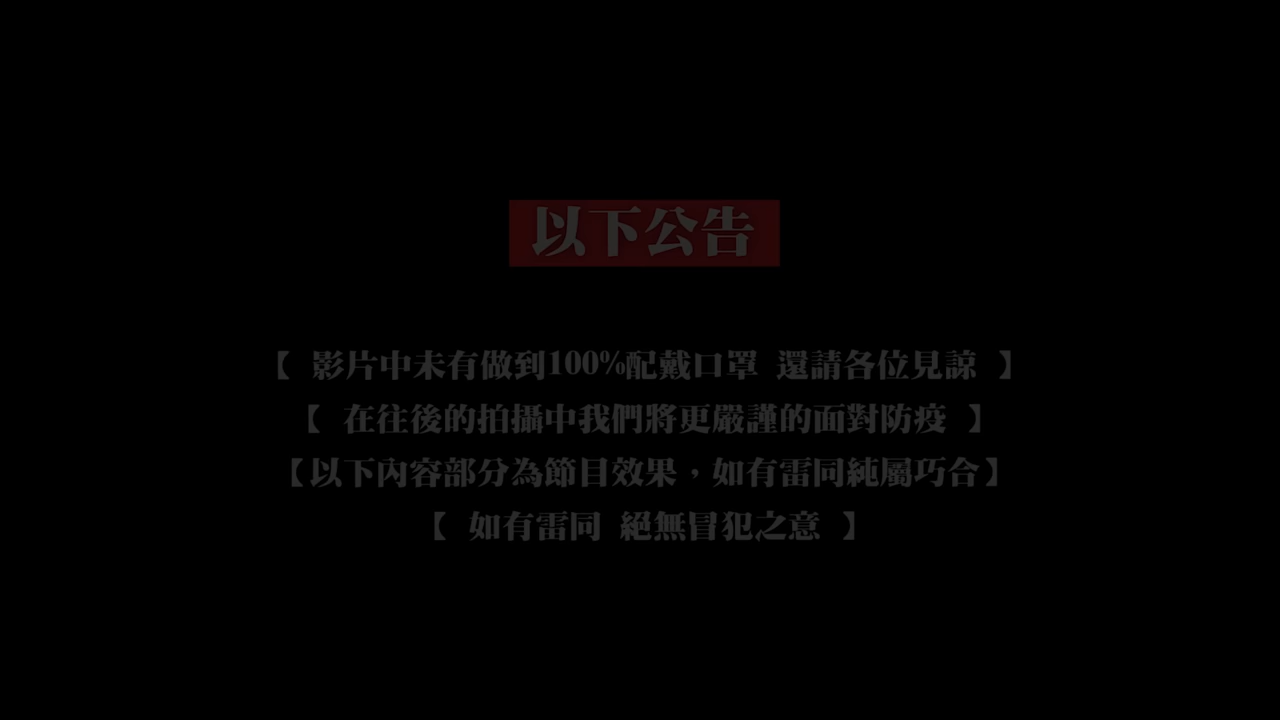 以下公告
【 影片中未有做到100%配戴口罩 還請各位見諒 】
【 在往後的拍攝中我們將更嚴謹的面對防疫 】
【以下內容部分為節目效果,如有雷同純屬巧合】
【 如有雷同 絕無冒犯之意 】